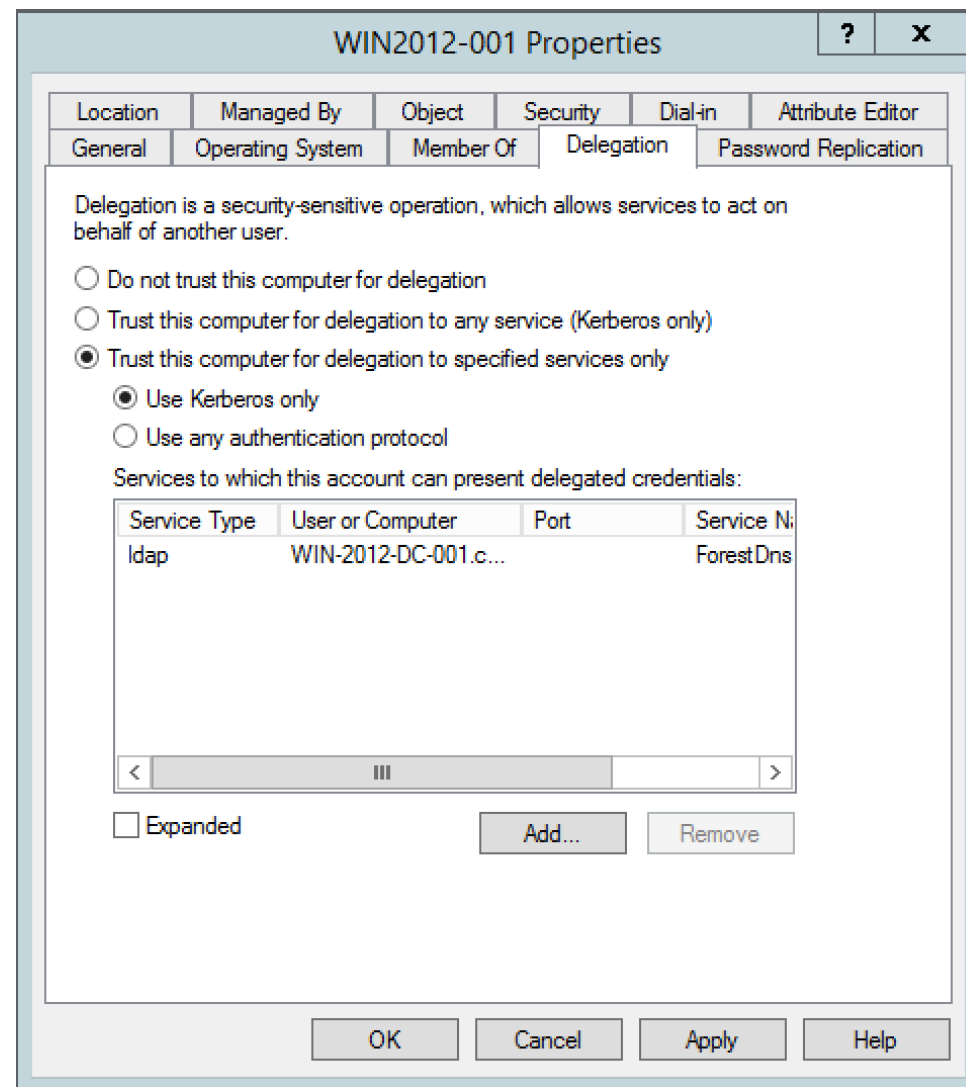 WIN2012-001 Properties
?
x
Location Managed By Object Security Dial-in Attribute Editor
General Operating System Member Of Delegation Password Replication
Delegation is a security-sensitive operation, which allows services to act on
behalf of another user.
Do not trust this computer for delegation
Trust this computer for delegation to any service (Kerberos only)
Trust this computer for delegation to specified services only
Use Kerberos only
Use any authentication protocol
Services to which this account can present delegated credentials:
Service Type User or Computer Port Service Na
ldap WIN-2012-DC-001.c... ForestDns
Expanded
Add... Remove
OK Cancel Apply Help